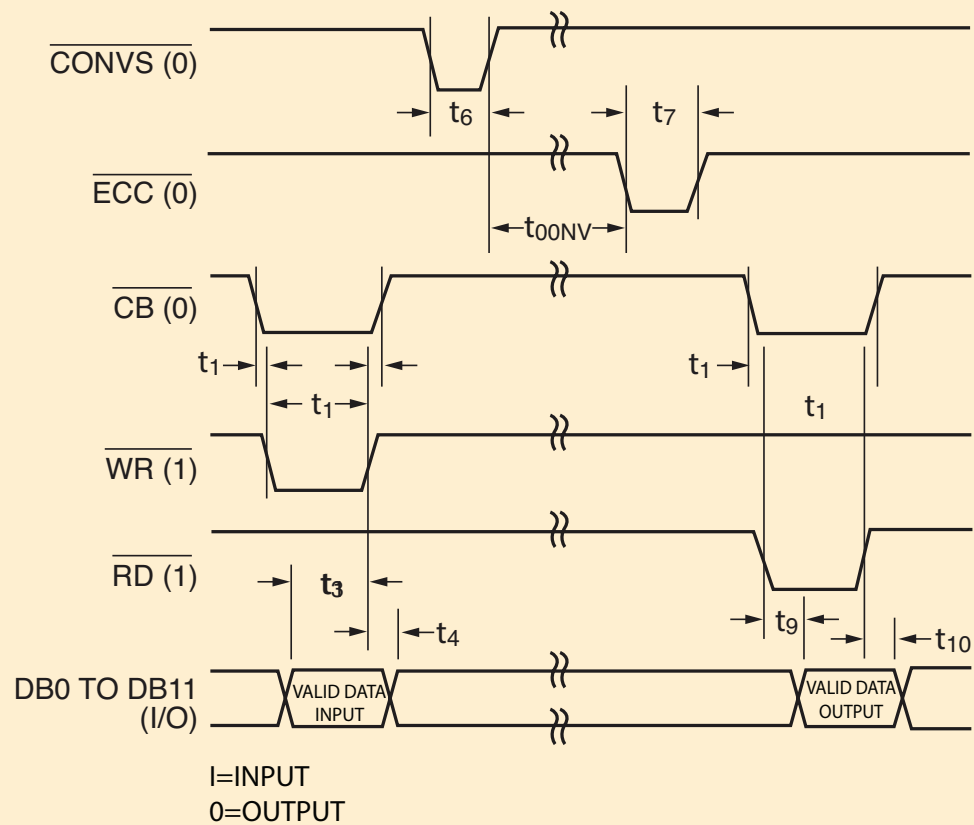 CONVS (0)
t6
t7
ECC (0)
t00NV
CB (0)
t1
t1
t1
t1
WR (1)
RD (1)
t3
t4
t9
t10
DB0 TO DB11
(I/O)
VALID DATA
INPUT
VALID DATA
OUTPUT
I=INPUT
0=OUTPUT